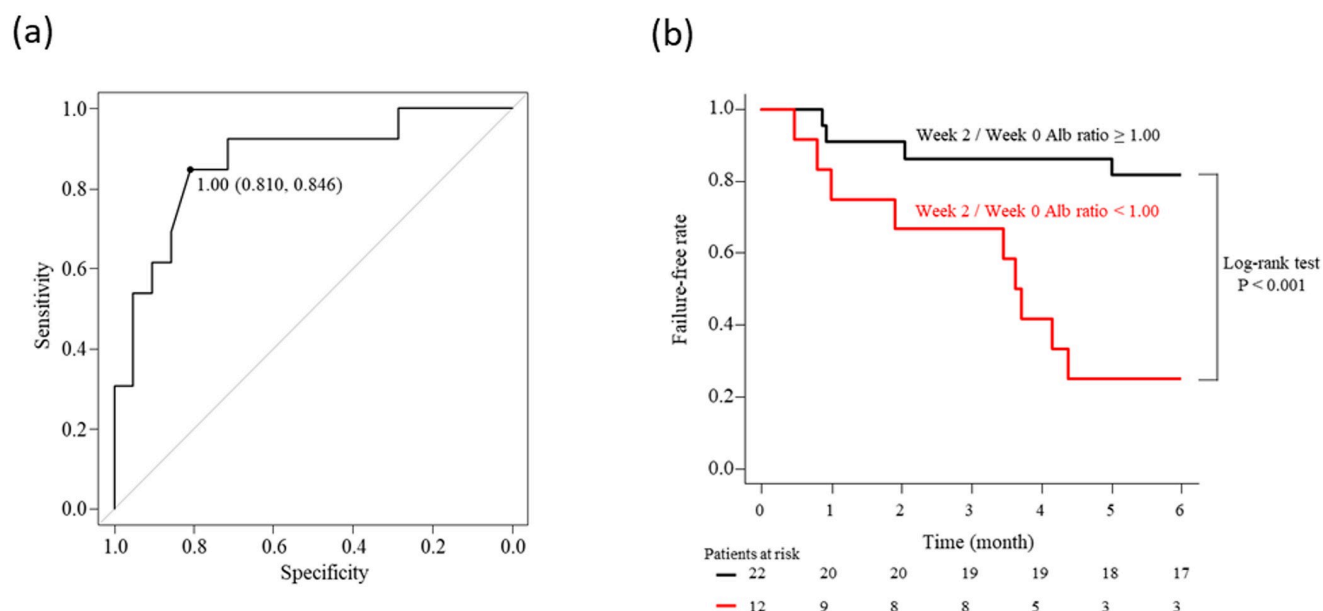 (a)
1.0
0.8
0.6
0.4
0.2
0.0
Sensitivity
1.00 (0.810, 0.846)
1.0 0.8 0.6 0.4 0.2 0.0
Specificity
(b)
1.0
0.8
0.6
0.4
0.2
0.0
Failure-free rate
Week 2 / Week 0 Alb ratio ≥ 1.00
Week 2 / Week 0 Alb ratio < 1.00
Log-rank test
P < 0.001
0 1 2 3 4 5 6
Time (month)
Patients at risk
22 20 20 19 19 18 17
12 9 8 8 5 3 3